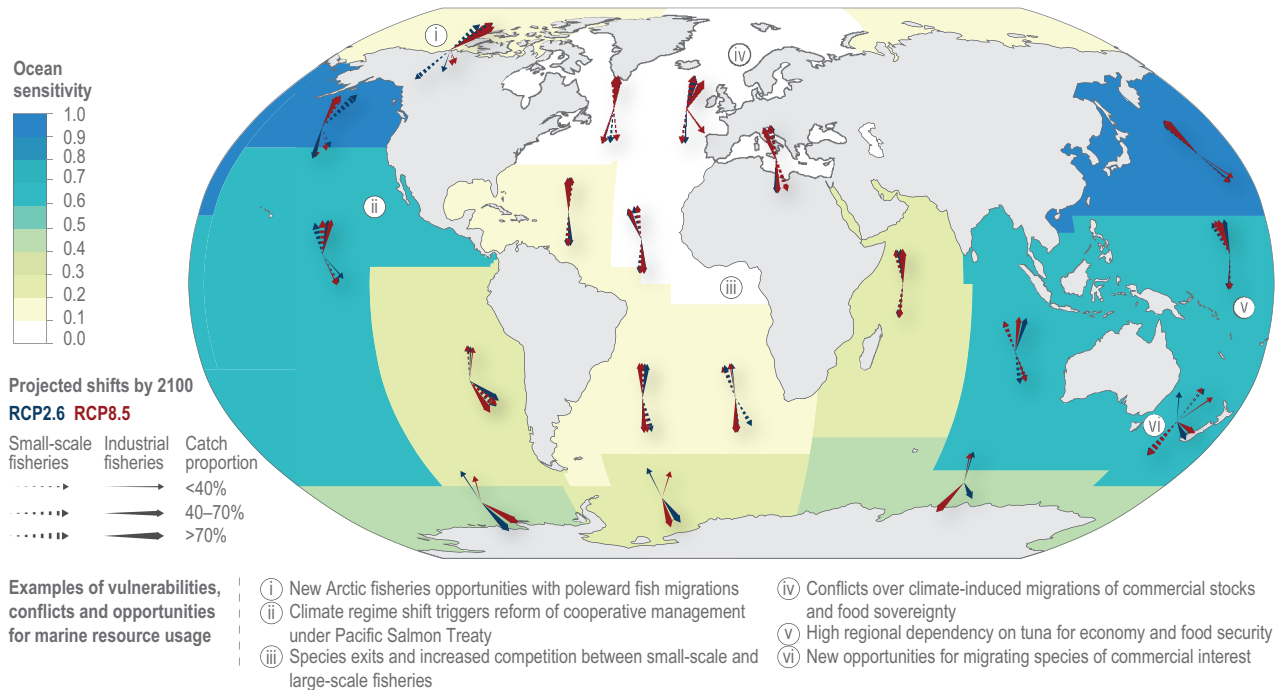 Ocean
sensitivity
1.0
0.9
0.8
0.7
0.6
0.5
0.4
0.3
0.2
0.1
0.0
Projected shifts by 2100
RCP2.6 RCP8.5
Small-scale
fisheries
Industrial
fisheries
Catch
proportion
<40%
40–70%
>70%
i
ii
iii
iv
v
vi
Examples of vulnerabilities,
conflicts and opportunities
for marine resource usage
i New Arctic fisheries opportunities with poleward fish migrations
ii Climate regime shift triggers reform of cooperative management
under Pacific Salmon Treaty
iii Species exits and increased competition between small-scale and
large-scale fisheries
iv Conflicts over climate-induced migrations of commercial stocks
and food sovereignty
v High regional dependency on tuna for economy and food security
vi New opportunities for migrating species of commercial interest